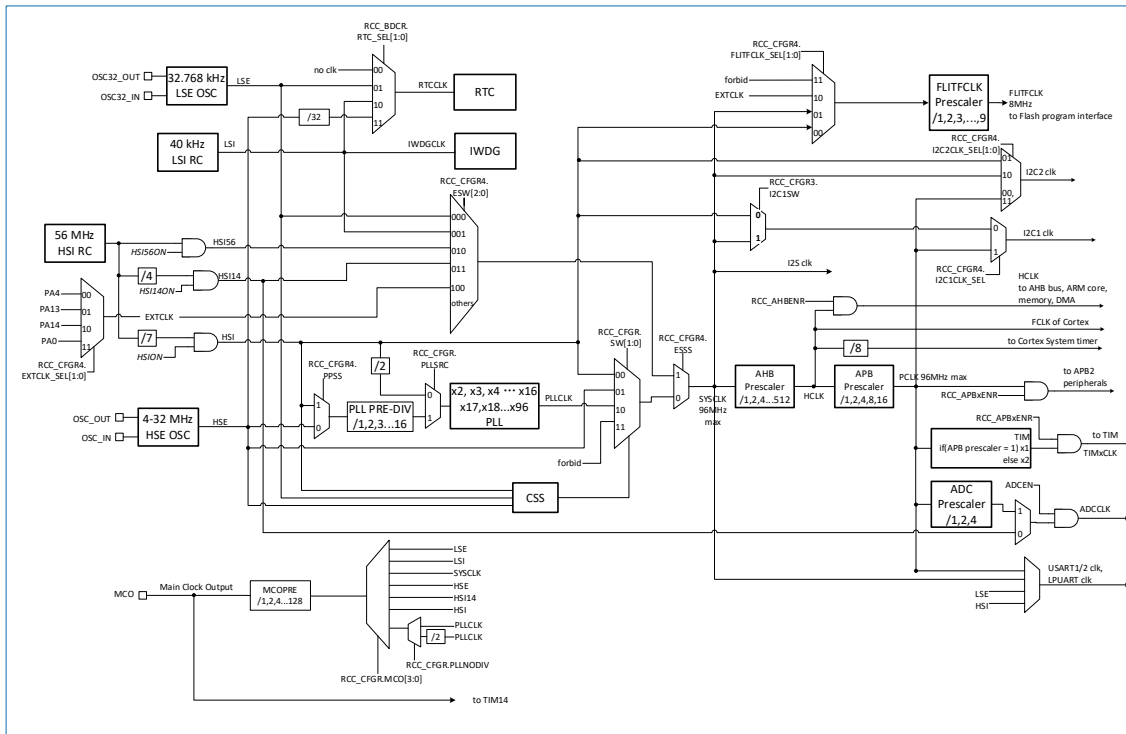 RCC_BDCR.
RTC_SEL[1:0]
no clk
00
01
10
11
OSC32_OUT
OSC32_IN
32.768 kHz
LSE OSC
LSE
/32
RTCCLK
RTC
40 kHz
LSI RC
LSI
IWDGCLK
IWDG
RCC_CFGR4.
ESW[2:0]
000
001
010
011
100
others
56 MHz
HSI RC
HSI56ON
HSI56
/4
HSI14ON
HSI14
PA4
PA13
PA14
PA0
00
01
10
11
EXTCLK
RCC_CFGR4.
EXTCLK_SEL[1:0]
/7
HSION
HSI
RCC_CFGR4.
PPSS
1
0
/2
RCC_CFGR.
PLLSRC
0
1
PLL PRE-DIV
/1,2,3...16
x2, x3, x4 ··· x16
x17,x18...x96
PLL
PLLCLK
OSC_OUT
OSC_IN
4-32 MHz
HSE OSC
HSE
RCC_CFGR.
SW[1:0]
00
01
10
11
forbid
CSS
RCC_CFGR4.
ESSS
1
0
SYSCLK
96MHz
max
RCC_CFGR4.
FLITFCLK_SEL[1:0]
forbid
EXTCLK
11
10
01
00
FLITFCLK
Prescaler
/1,2,3,...,9
FLITFCLK
8MHz
to Flash program interface
RCC_CFGR4.
I2C2CLK_SEL[1:0]
01
10
00,
11
I2C2 clk
RCC_CFGR3.
I2C1SW
0
1
0
1
I2C1 clk
RCC_CFGR4.
I2C1CLK_SEL
I2S clk
RCC_AHBENR
HCLK
to AHB bus, ARM core,
memory, DMA
FCLK of Cortex
/8
to Cortex System timer
AHB
Prescaler
/1,2,4...512
HCLK
APB
Prescaler
/1,2,4,8,16
PCLK 96MHz max
RCC_APBxENR
to APB2
peripherals
RCC_APBxENR
TIM
if(APB prescaler = 1) x1
else x2
to TIM
TIMxCLK
ADC
Prescaler
/1,2,4
ADCEN
1
0
ADCCLK
LSE
HSI
USART1/2 clk,
LPUART clk
MCO
Main Clock Output
MCOPRE
/1,2,4...128
LSE
LSI
SYSCLK
HSE
HSI14
HSI
PLLCLK
/2
PLLCLK
RCC_CFGR.PLLNODIV
RCC_CFGR.MCO[3:0]
to TIM14